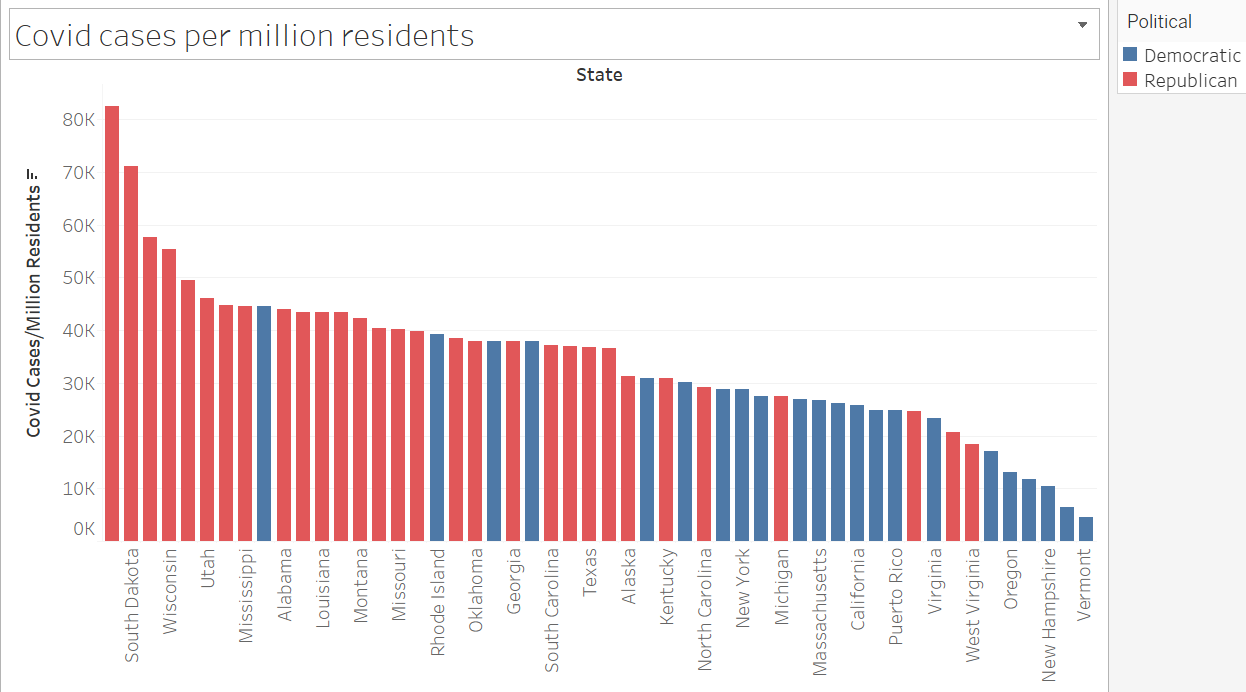 Covid cases per million residents
State
Political
Democratic
Republican
Covid Cases/Million Residents
80K
70K
60K
50K
40K
30K
20K
10K
0K
South Dakota
Wisconsin
Utah
Mississippi
Alabama
Louisiana
Montana
Missouri
Rhode Island
Oklahoma
Georgia
South Carolina
Texas
Alaska
Kentucky
North Carolina
New York
Michigan
Massachusetts
California
Puerto Rico
Virginia
West Virginia
Oregon
New Hampshire
Vermont